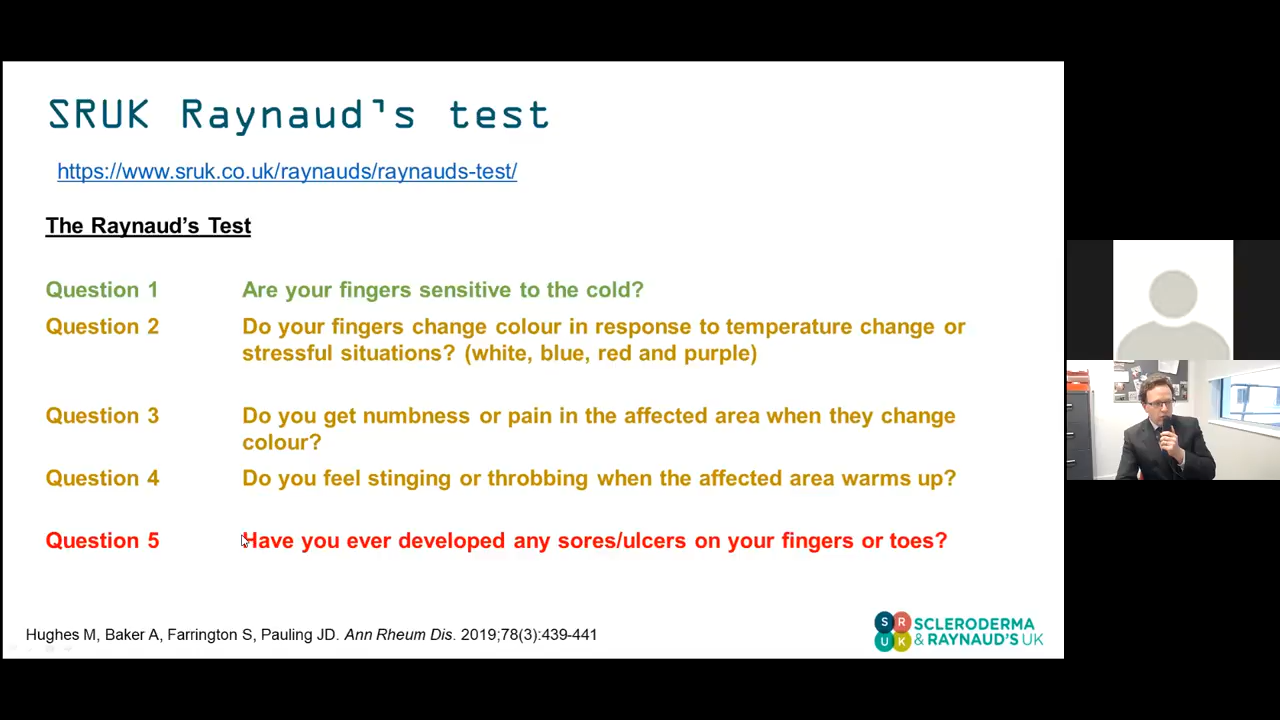 SRUK Raynaud's test
https://www.sruk.co.uk/raynauds/raynauds-test/
The Raynaud's Test
Question 1 Are your fingers sensitive to the cold?
Question 2 Do your fingers change colour in response to temperature change or
stressful situations? (white, blue, red and purple)
Question 3 Do you get numbness or pain in the affected area when they change
colour?
Question 4 Do you feel stinging or throbbing when the affected area warms up?
Question 5 Have you ever developed any sores/ulcers on your fingers or toes?
Hughes M, Baker A, Farrington S, Pauling JD. Ann Rheum Dis. 2019;78(3):439-441
S R
U K
SCLERODERMA
& RAYNAUD'S UK